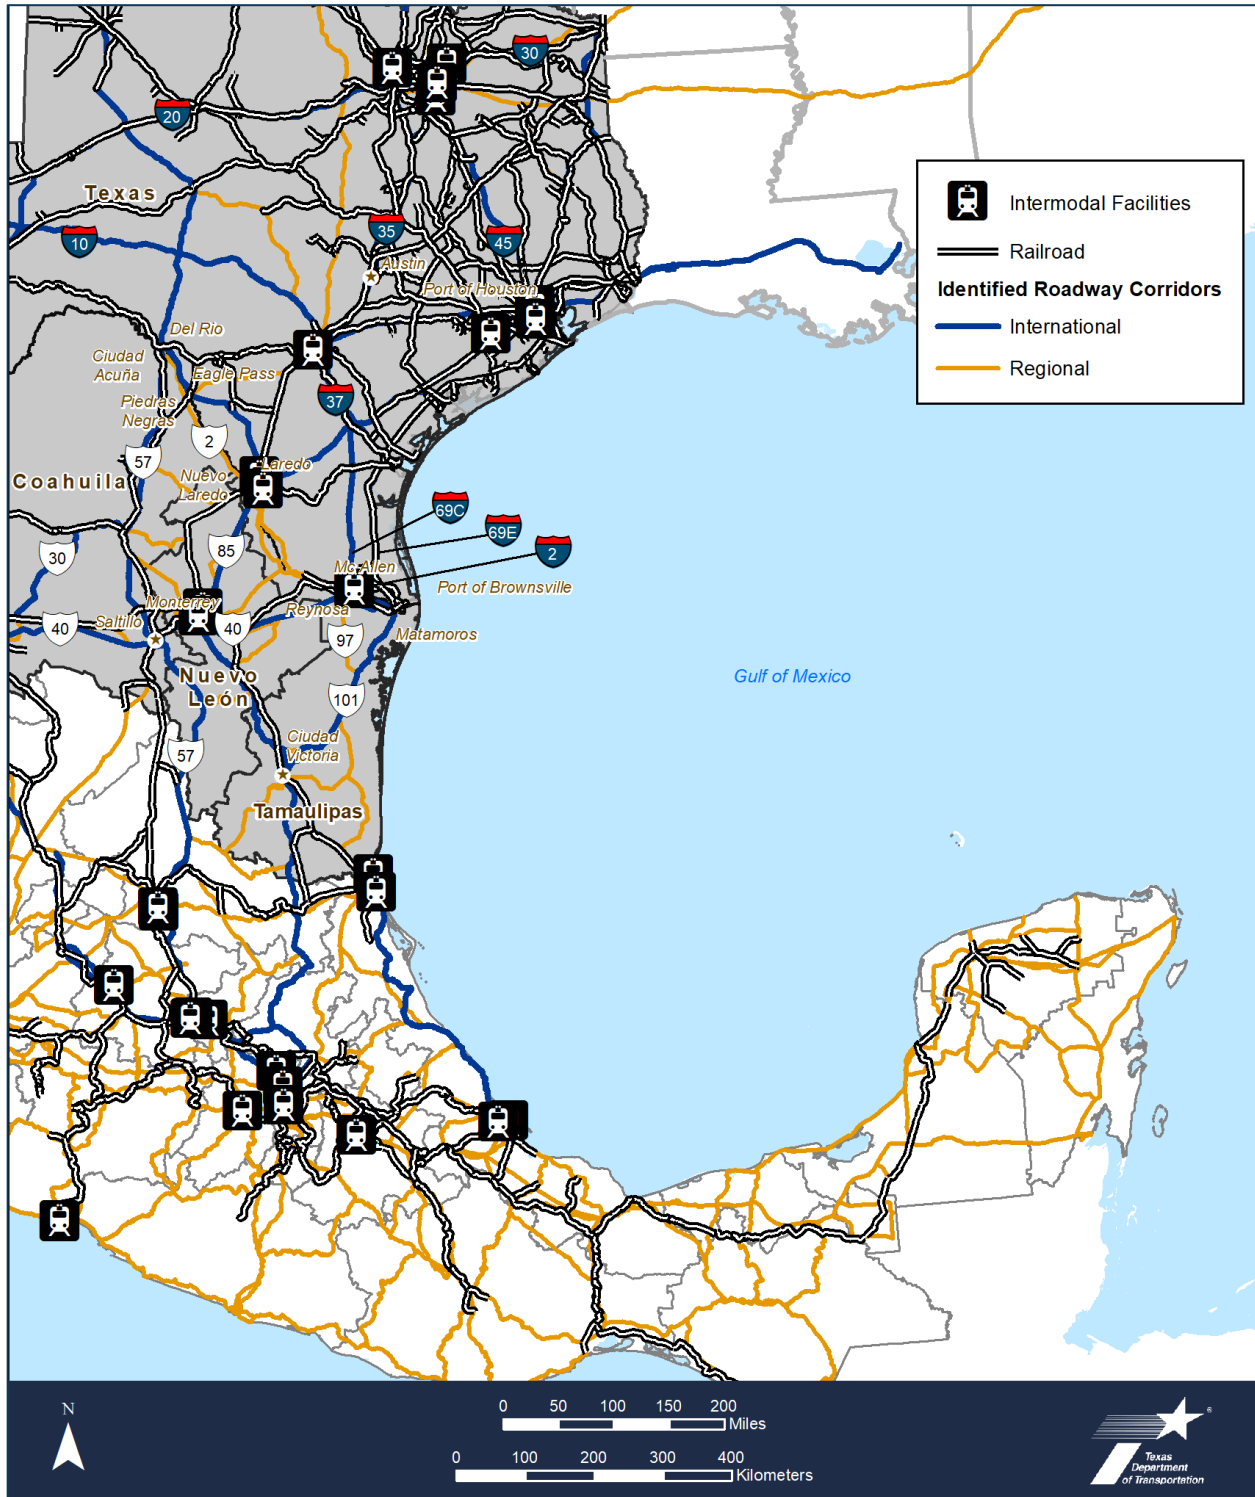 30
20
Texas
Intermodal Facilities
35
10
45
Railroad
Austin
Port of Houston
Identified Roadway Corridors
International
Del Rio
Ciudad
Acuña
Regional
Eagle Pass
Piedras
Negras
37
2
57
Laredo
Coahuila
Nuevo
Laredo
69C
69E
2
30
85
Mc Allen
Port of Brownsville
Monterrey
Reynosa
Saltillo
40
40
97
Matamoros
Nuevo
León
Gulf of Mexico
101
Ciudad
Victoria
57
Tamaulipas
N
0 50 100 150 200
Miles
0 100 200 300 400
Kilometers
®
Texas
Department
of Transportation